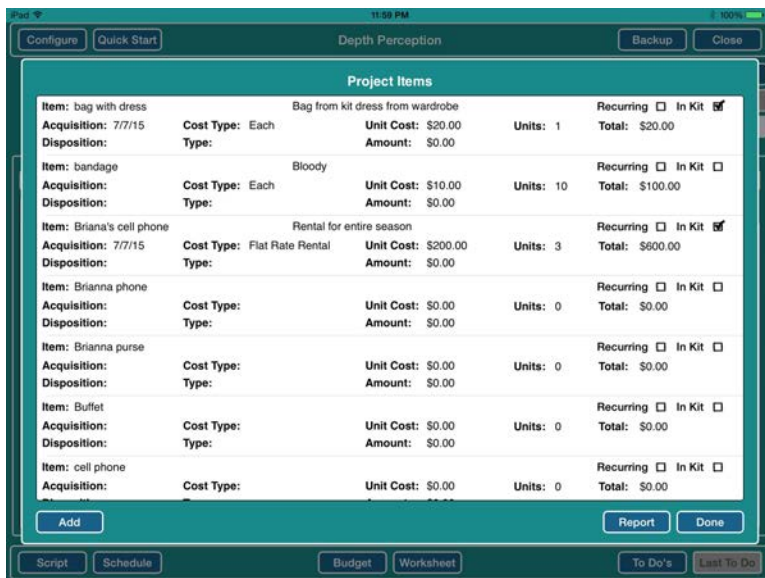 iPad 11:59 PM 100%
Configure Quick Start Depth Perception Backup Close
Project Items
Item: bag with dress Bag from kit dress from wardrobe Recurring In Kit
Acquisition: 7/7/15 Cost Type: Each Unit Cost: $20.00 Units: 1 Total: $20.00
Disposition: Type: Amount: $0.00
Item: bandage Bloody Recurring In Kit
Acquisition: Cost Type: Each Unit Cost: $10.00 Units: 10 Total: $100.00
Disposition: Type: Amount: $0.00
Item: Briana's cell phone Rental for entire season Recurring In Kit
Acquisition: 7/7/15 Cost Type: Flat Rate Rental Unit Cost: $200.00 Units: 3 Total: $600.00
Disposition: Type: Amount: $0.00
Item: Brianna phone Recurring In Kit
Acquisition: Cost Type: Unit Cost: $0.00 Units: 0 Total: $0.00
Disposition: Type: Amount: $0.00
Item: Brianna purse Recurring In Kit
Acquisition: Cost Type: Unit Cost: $0.00 Units: 0 Total: $0.00
Disposition: Type: Amount: $0.00
Item: Buffet Recurring In Kit
Acquisition: Cost Type: Unit Cost: $0.00 Units: 0 Total: $0.00
Disposition: Type: Amount: $0.00
Item: cell phone Recurring In Kit
Acquisition: Cost Type: Unit Cost: $0.00 Units: 0 Total: $0.00
Add Report Done
Script Schedule Budget Worksheet To Do's Last To Do